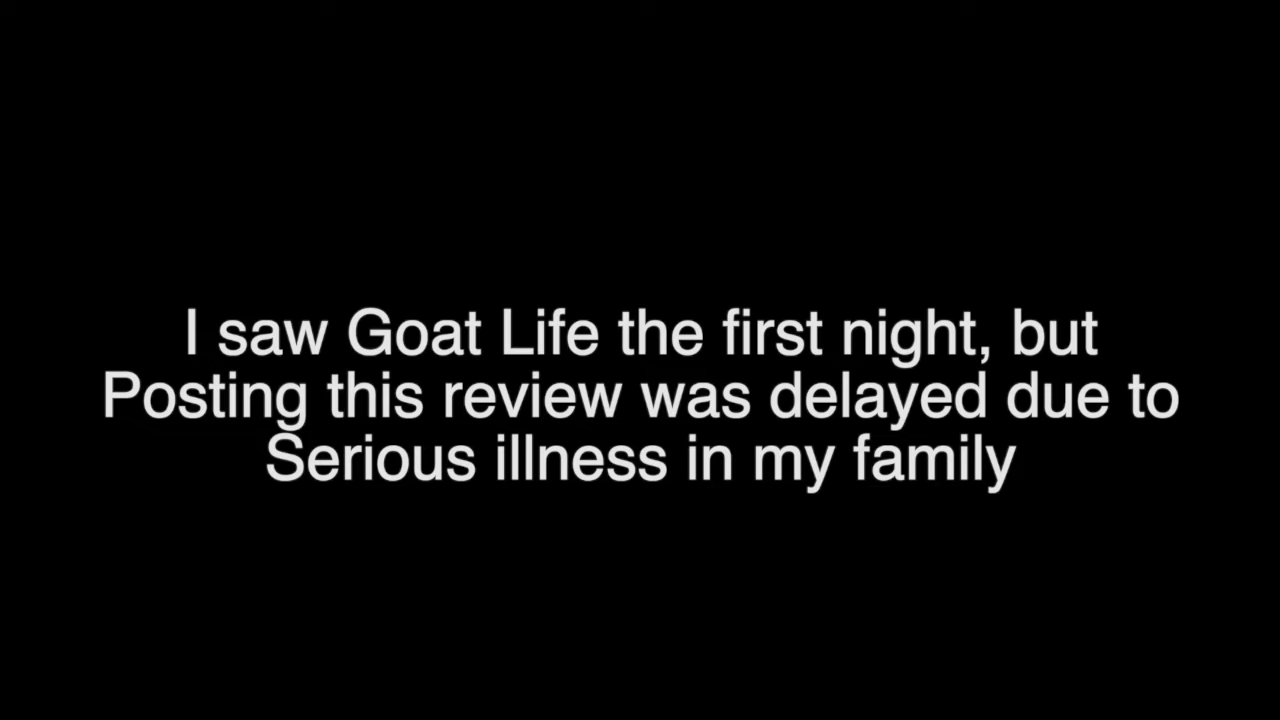 I saw Goat Life the first night, but
Posting this review was delayed due to
Serious illness in my family